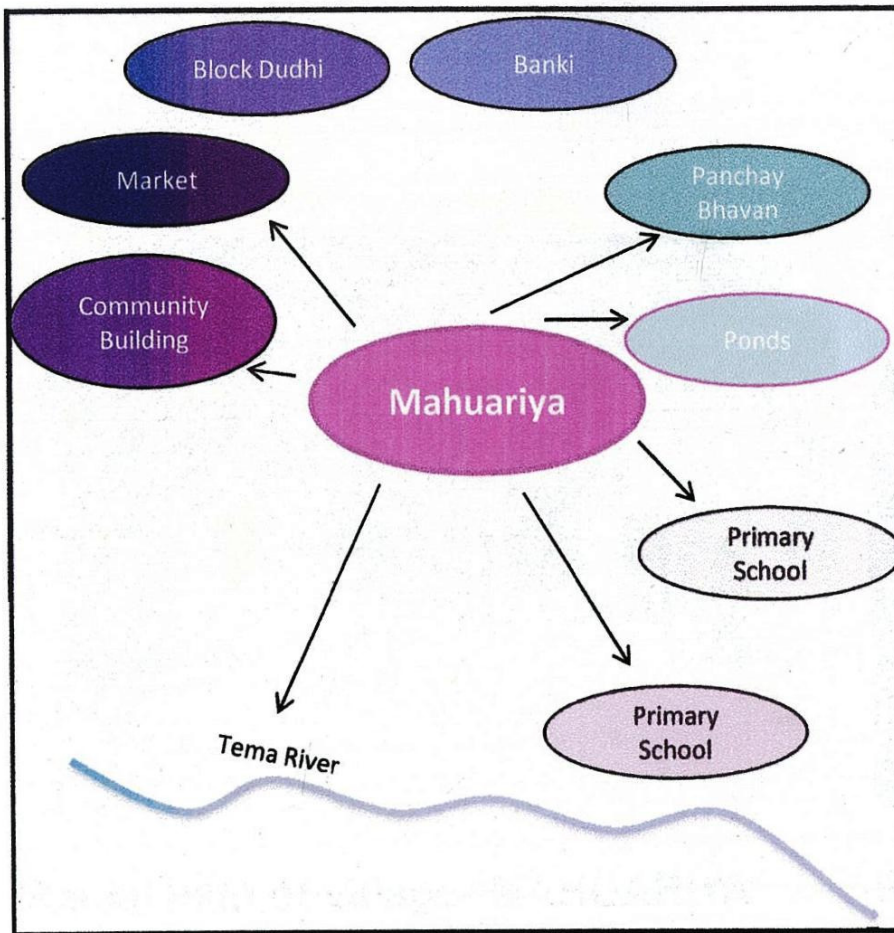 Block Dudhi
Banki
Market
Panchay
Bhavan
Community
Building
Ponds
Mahuariya
Primary
School
Primary
School
Tema River